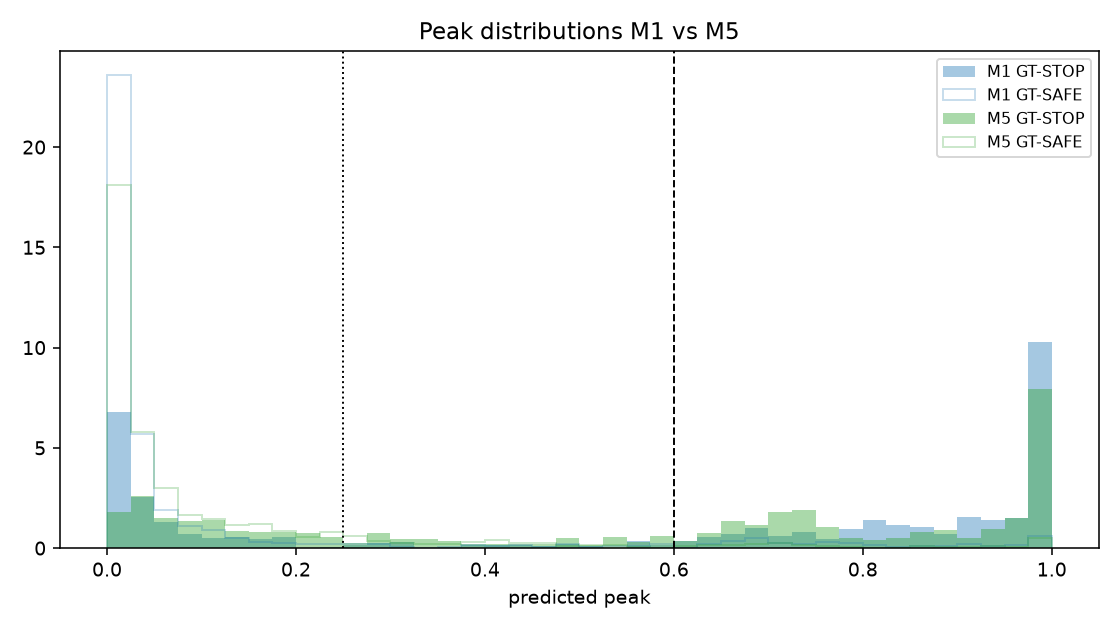 Peak distributions M1 vs M5
M1 GT-STOP
M1 GT-SAFE
M5 GT-STOP
M5 GT-SAFE
20
15
10
5
0
0.0 0.2 0.4 0.6 0.8 1.0
predicted peak